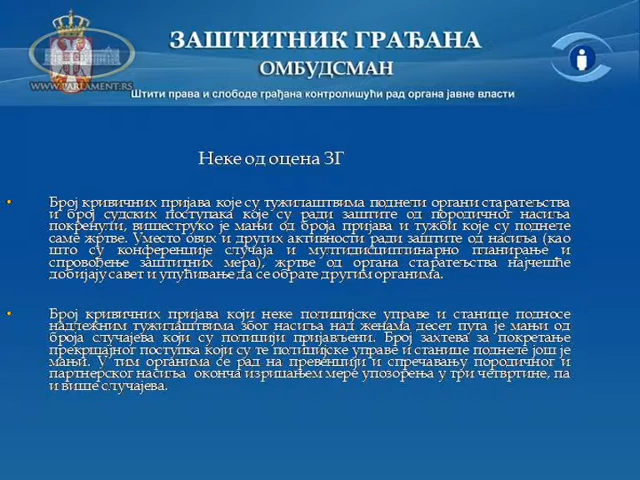 ЗАШТИТНИК ГРАЂАНА
ОМБУДСМАН
WWW.PARLAMENT.RS
Штити права и слободе грађана контролишући рад органа јавне власти
Неке од оцена ЗГ
• Број кривичних пријава које су тужилаштвима поднели органи старатељства
и број судских поступака које су ради заштите од породичног насиља
покренули, вишеструко је мањи од броја пријава и тужби које су поднеле
саме жртве. Уместо ових и других активности ради заштите од насиља (као
што су конференције случаја и мултидисциплинарно планирање и
спровођење заштитних мера), жртве од органа старатељства најчешће
добијају савет и упућивање да се обрате другим органима.
• Број кривичних пријава који неке полицијске управе и станице подносе
надлежним тужилаштвима због насиља над женама десет пута је мањи од
броја случајева који су полицији пријављени. Број захтева за покретање
прекршајног поступка који су те полицијске управе и станице поднеле још је
мањи. У тим органима се рад на превенцији и спречавању породичног и
партнерског насиља оконча изрицањем мере упозорења у три четвртине, па
и више случајева.